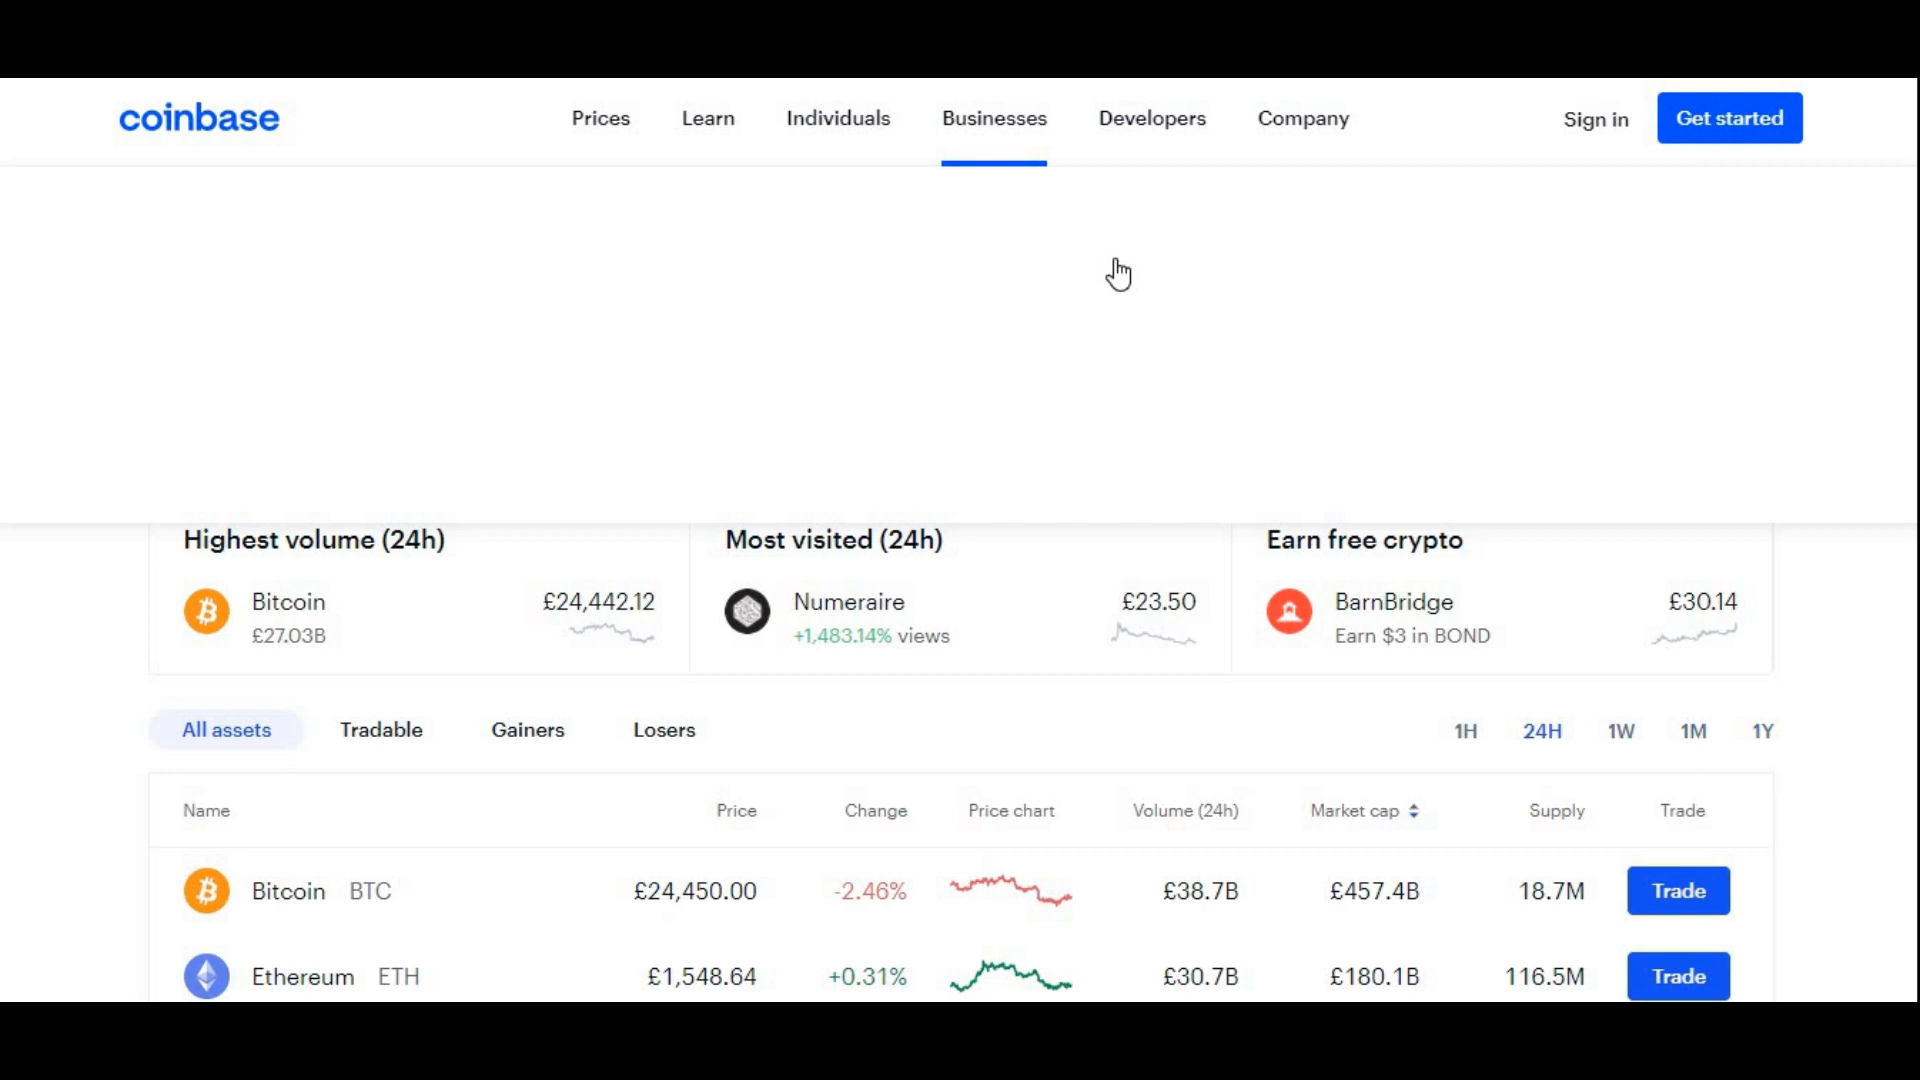 coinbase Prices Learn Individuals Businesses Developers Company Sign in Get started
Highest volume (24h) Most visited (24h) Earn free crypto
Bitcoin £24,442.12 Numeraire £23.50 BarnBridge £30.14
£27.03B +1,483.14% views Earn $3 in BOND
All assets Tradable Gainers Losers 1H 24H 1W 1M 1Y
Name Price Change Price chart Volume (24h) Market cap Supply Trade
Bitcoin BTC £24,450.00 -2.46% £38.7B £457.4B 18.7M Trade
Ethereum ETH £1,548.64 +0.31% £30.7B £180.1B 116.5M Trade